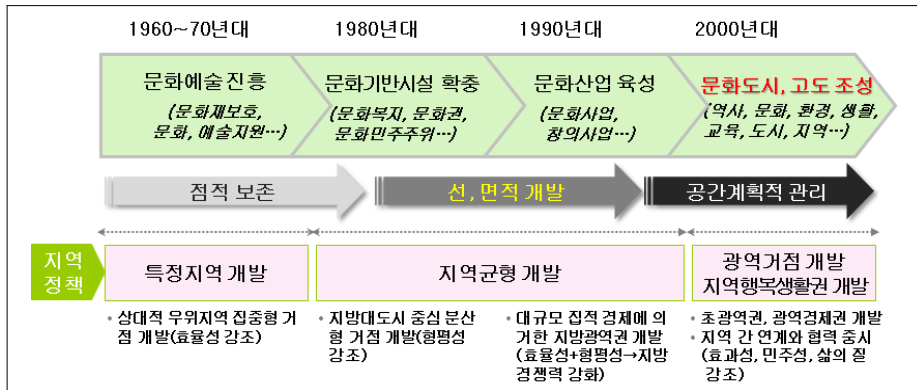 1960~70년대
1980년대
1990년대
2000년대
문화예술진흥
(문화재보호,
문화, 예술지원…)
문화기반시설 확충
(문화복지, 문화권,
문화민주주위…)
문화산업 육성
(문화사업,
창의사업…)
문화도시, 고도 조성
(역사, 문화, 환경, 생활,
교육, 도시, 지역…)
점적 보존
선, 면적 개발
공간계획적 관리
지역
정책
특정지역 개발
지역균형 개발
광역거점 개발
지역행복생활권 개발
• 상대적 우위지역 집중형 거
점 개발(효율성 강조)
• 지방대도시 중심 분산
형 거점 개발(형평성
강조)
• 대규모 집적 경제에 의
거한 지방광역권 개발
(효율성+형평성→지방
경쟁력 강화)
• 초광역권, 광역경제권 개발
• 지역 간 연계와 협력 중시
(효과성, 민주성, 삶의 질
강조)